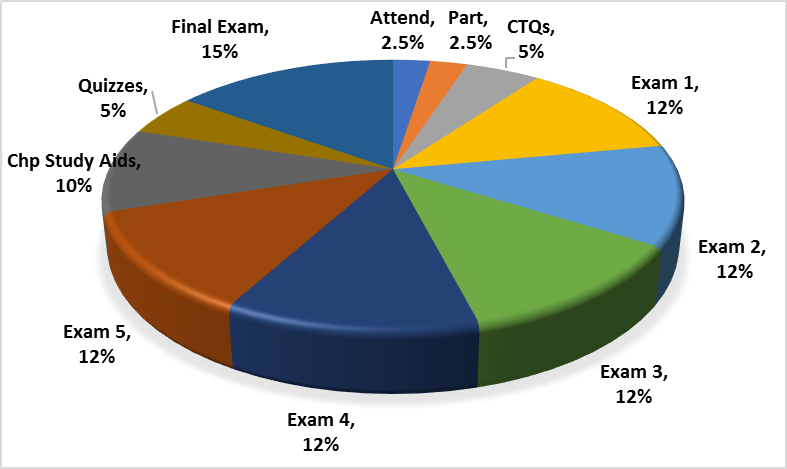 Attend,
2.5%
Part,
2.5%
CTQs,
5%
Exam 1,
12%
Exam 2,
12%
Exam 3,
12%
Exam 4,
12%
Exam 5,
12%
Chp Study Aids,
10%
Quizzes,
5%
Final Exam,
15%